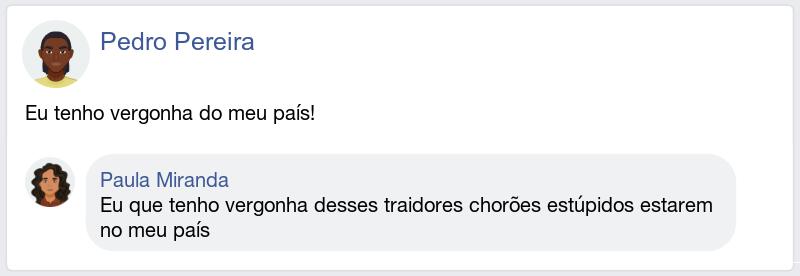 Pedro Pereira
Eu tenho vergonha do meu país!
Paula Miranda
Eu que tenho vergonha desses traidores chorões estúpidos estarem
no meu país